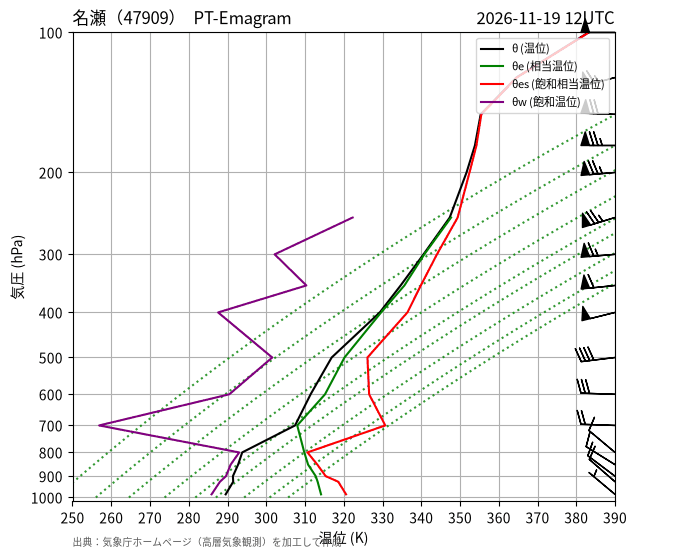 名瀬（47909） PT-Emagram
2026-11-19 12UTC
θ (温位)
θe (相当温位)
θes (飽和相当温位)
θw (飽和温位)
気圧 (hPa)
100
200
300
400
500
600
700
800
900
1000
250 260 270 280 290 300 310 320 330 340 350 360 370 380 390
温位 (K)
出典：気象庁ホームページ（高層気象観測）を加工して作成